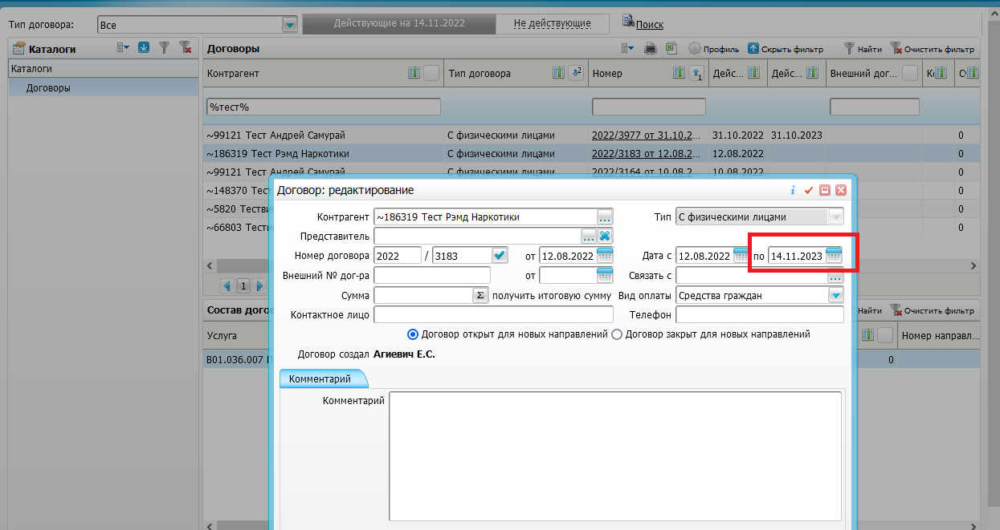 Тип договора: Все Действующие на 14.11.2022 Не действующие Поиск
Каталоги
Каталоги
Договоры
Договоры Профиль Скрыть фильтр Найти Очистить фильтр
Контрагент Тип договора 2 Номер 1 Дейс... Дейс... Внешний дог...
%тест%
~99121 Тест Андрей Самурай С физическими лицами 2022/3977 от 31.10.2... 31.10.2022 31.10.2023 0
~186319 Тест Рэмд Наркотики С физическими лицами 2022/3183 от 12.08.2... 12.08.2022 0
~99121 Тест Андрей Самурай С физическими лицами 2022/3164 от 10.08.2... 10.08.2022 0
~148370 Тест 0
~5820 0
~66803 0
1
Договор: редактирование
Контрагент ~186319 Тест Рэмд Наркотики ... Тип С физическими лицами
Представитель ...
Номер договора 2022 / 3183 от 12.08.2022 Дата с 12.08.2022 по 14.11.2023
Внешний № дог-ра от Связать с ...
Сумма Σ получить итоговую сумму Вид оплаты Средства граждан
Контактное лицо Телефон
Договор открыт для новых направлений Договор закрыт для новых направлений
Договор создал Агиевич Е.С.
Комментарий
Комментарий
Состав дого
Найти Очистить фильтр
Услуга Номер направл...
B01.036.007 0